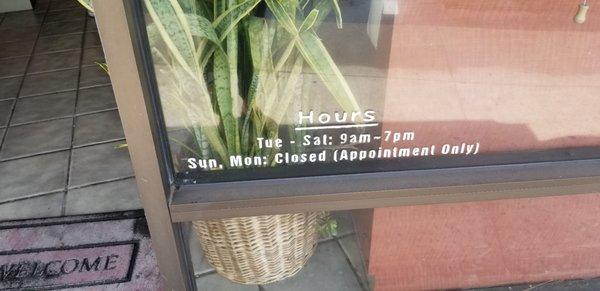 Hours
Tue - Sat: 9am~7pm
Sun, Mon: Closed (Appointment Only)
WELCOME